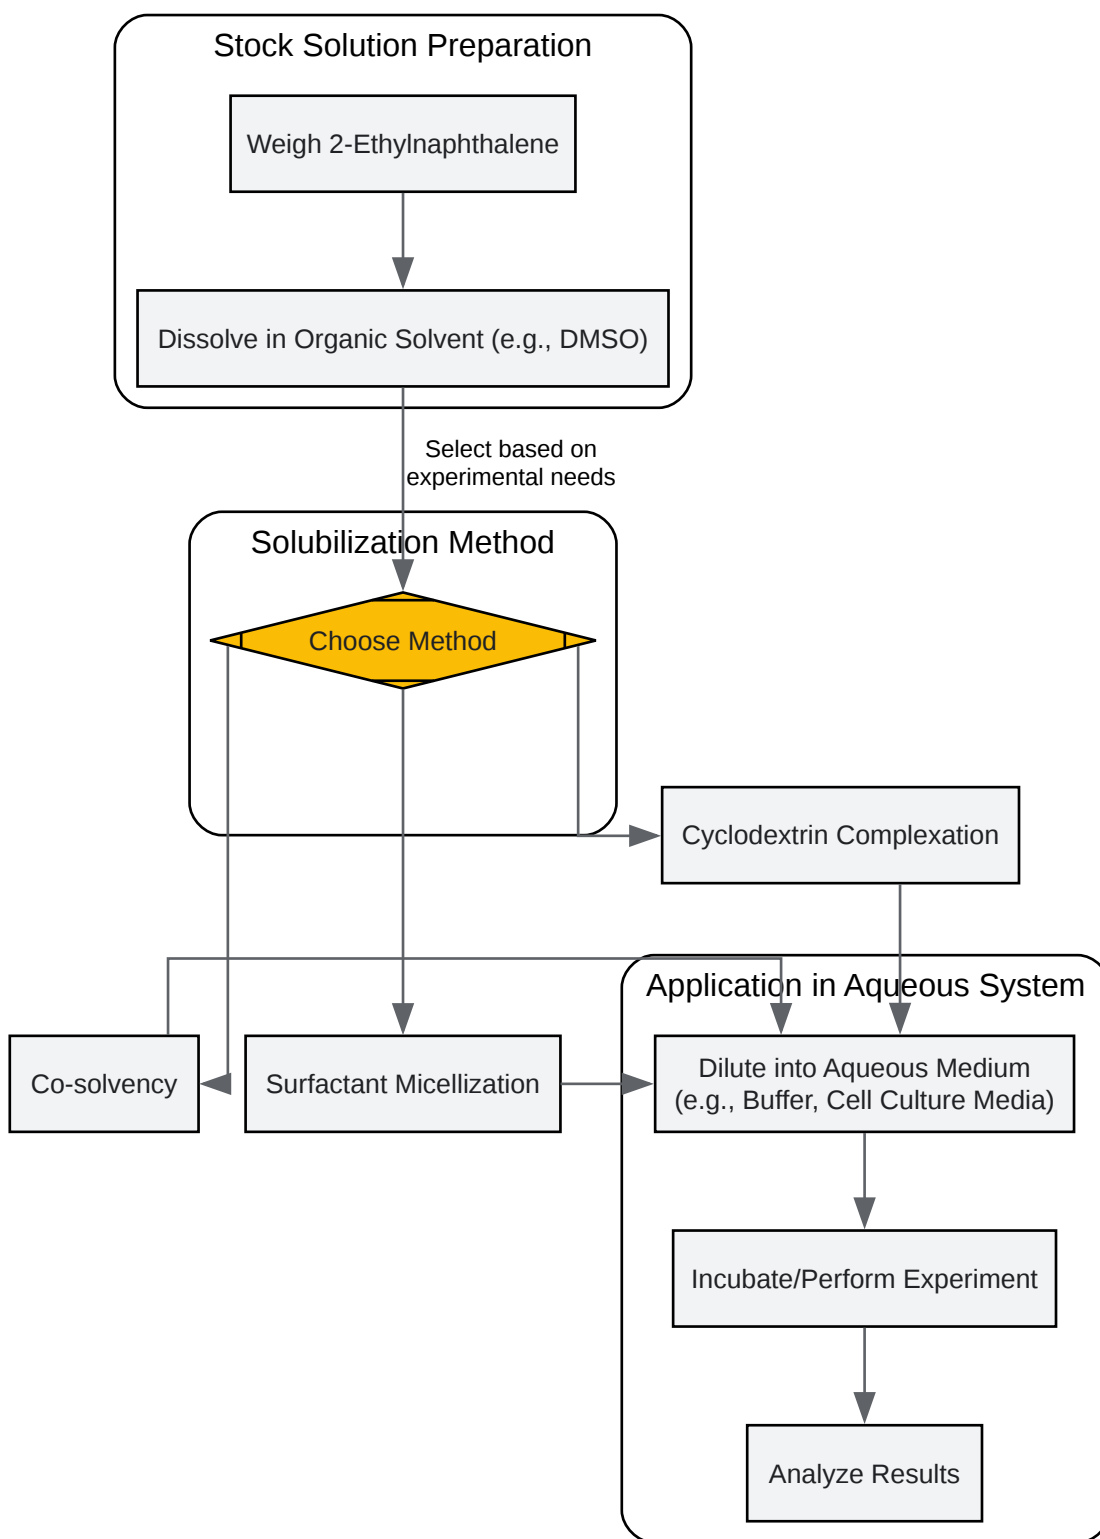 Stock Solution Preparation
Weigh 2-Ethylnaphthalene
Dissolve in Organic Solvent (e.g., DMSO)
Select based on
experimental needs
Solubilization Method
Choose Method
Cyclodextrin Complexation
Application in Aqueous System
Co-solvency
Surfactant Micellization
Dilute into Aqueous Medium
(e.g., Buffer, Cell Culture Media)
Incubate/Perform Experiment
Analyze Results